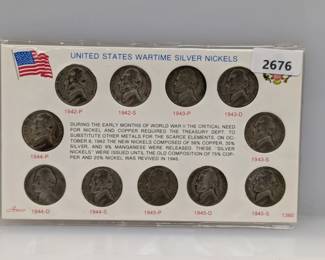 2676
UNITED STATES WARTIME SILVER NICKELS
1942-P 1942-S 1943-P 1943-D
DURING THE EARLY MONTHS OF WORLD WAR II THE CRITICAL NEED
FOR NICKEL AND COPPER REQUIRED THE TREASURY DEPT. TO
SUBSTITUTE OTHER METALS FOR THE SCARCE ELEMENTS. ON
OCTOBER 8, 1942 THE NEW NICKELS COMPOSED OF 56% COPPER, 35%
SILVER, AND 9% MANGANESE WERE RELEASED. THESE "SILVER
NICKELS" WERE ISSUED UNTIL THE OLD COMPOSITION OF 75% COP-
PER AND 25% NICKEL WAS REVIVED IN 1946.
1944-P 1943-S
1944-D 1944-S 1945-P 1945-D 1945-S
1380